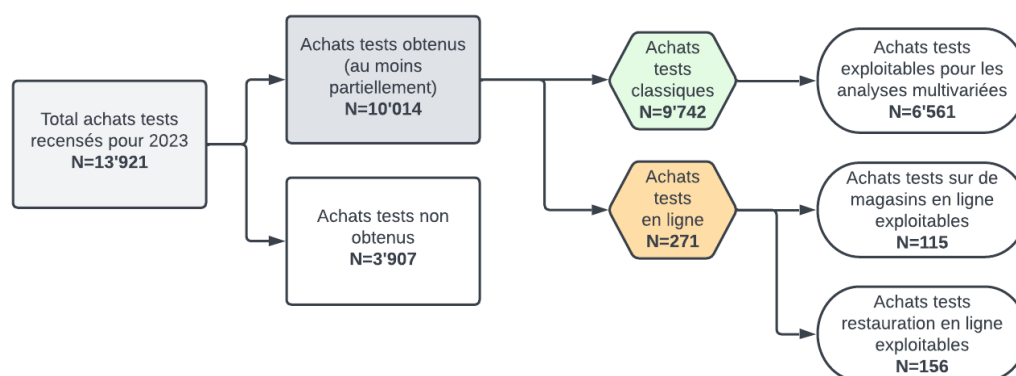 Total achats tests
recensés pour 2023
N=13'921
Achats tests obtenus
(au moins
partiellement)
N=10'014
Achats tests non
obtenus
N=3'907
Achats
tests
classiques
N=9'742
Achats
tests
en ligne
N=271
Achats tests
exploitables pour les
analyses multivariées
N=6'561
Achats tests sur de
magasins en ligne
exploitables
N=115
Achats tests
restauration en ligne
exploitables
N=156